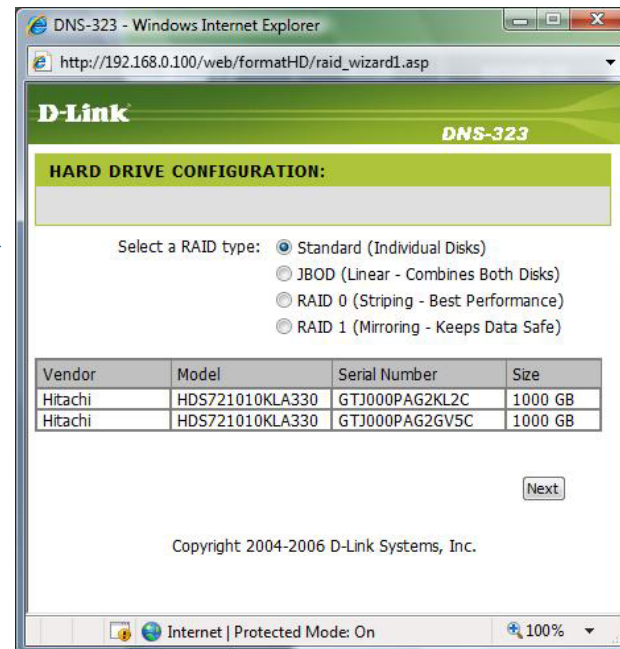 DNS-323 - Windows Internet Explorer
http://192.168.0.100/web/formatHD/raid_wizard1.asp
D-Link
DNS-323
HARD DRIVE CONFIGURATION:
Select a RAID type: Standard (Individual Disks)
JBOD (Linear - Combines Both Disks)
RAID 0 (Striping - Best Performance)
RAID 1 (Mirroring - Keeps Data Safe)
Vendor Model Serial Number Size
Hitachi HDS721010KLA330 GTJ000PAG2KL2C 1000 GB
Hitachi HDS721010KLA330 GTJ000PAG2GV5C 1000 GB
Next
Copyright 2004-2006 D-Link Systems, Inc.
Internet | Protected Mode: On 100%